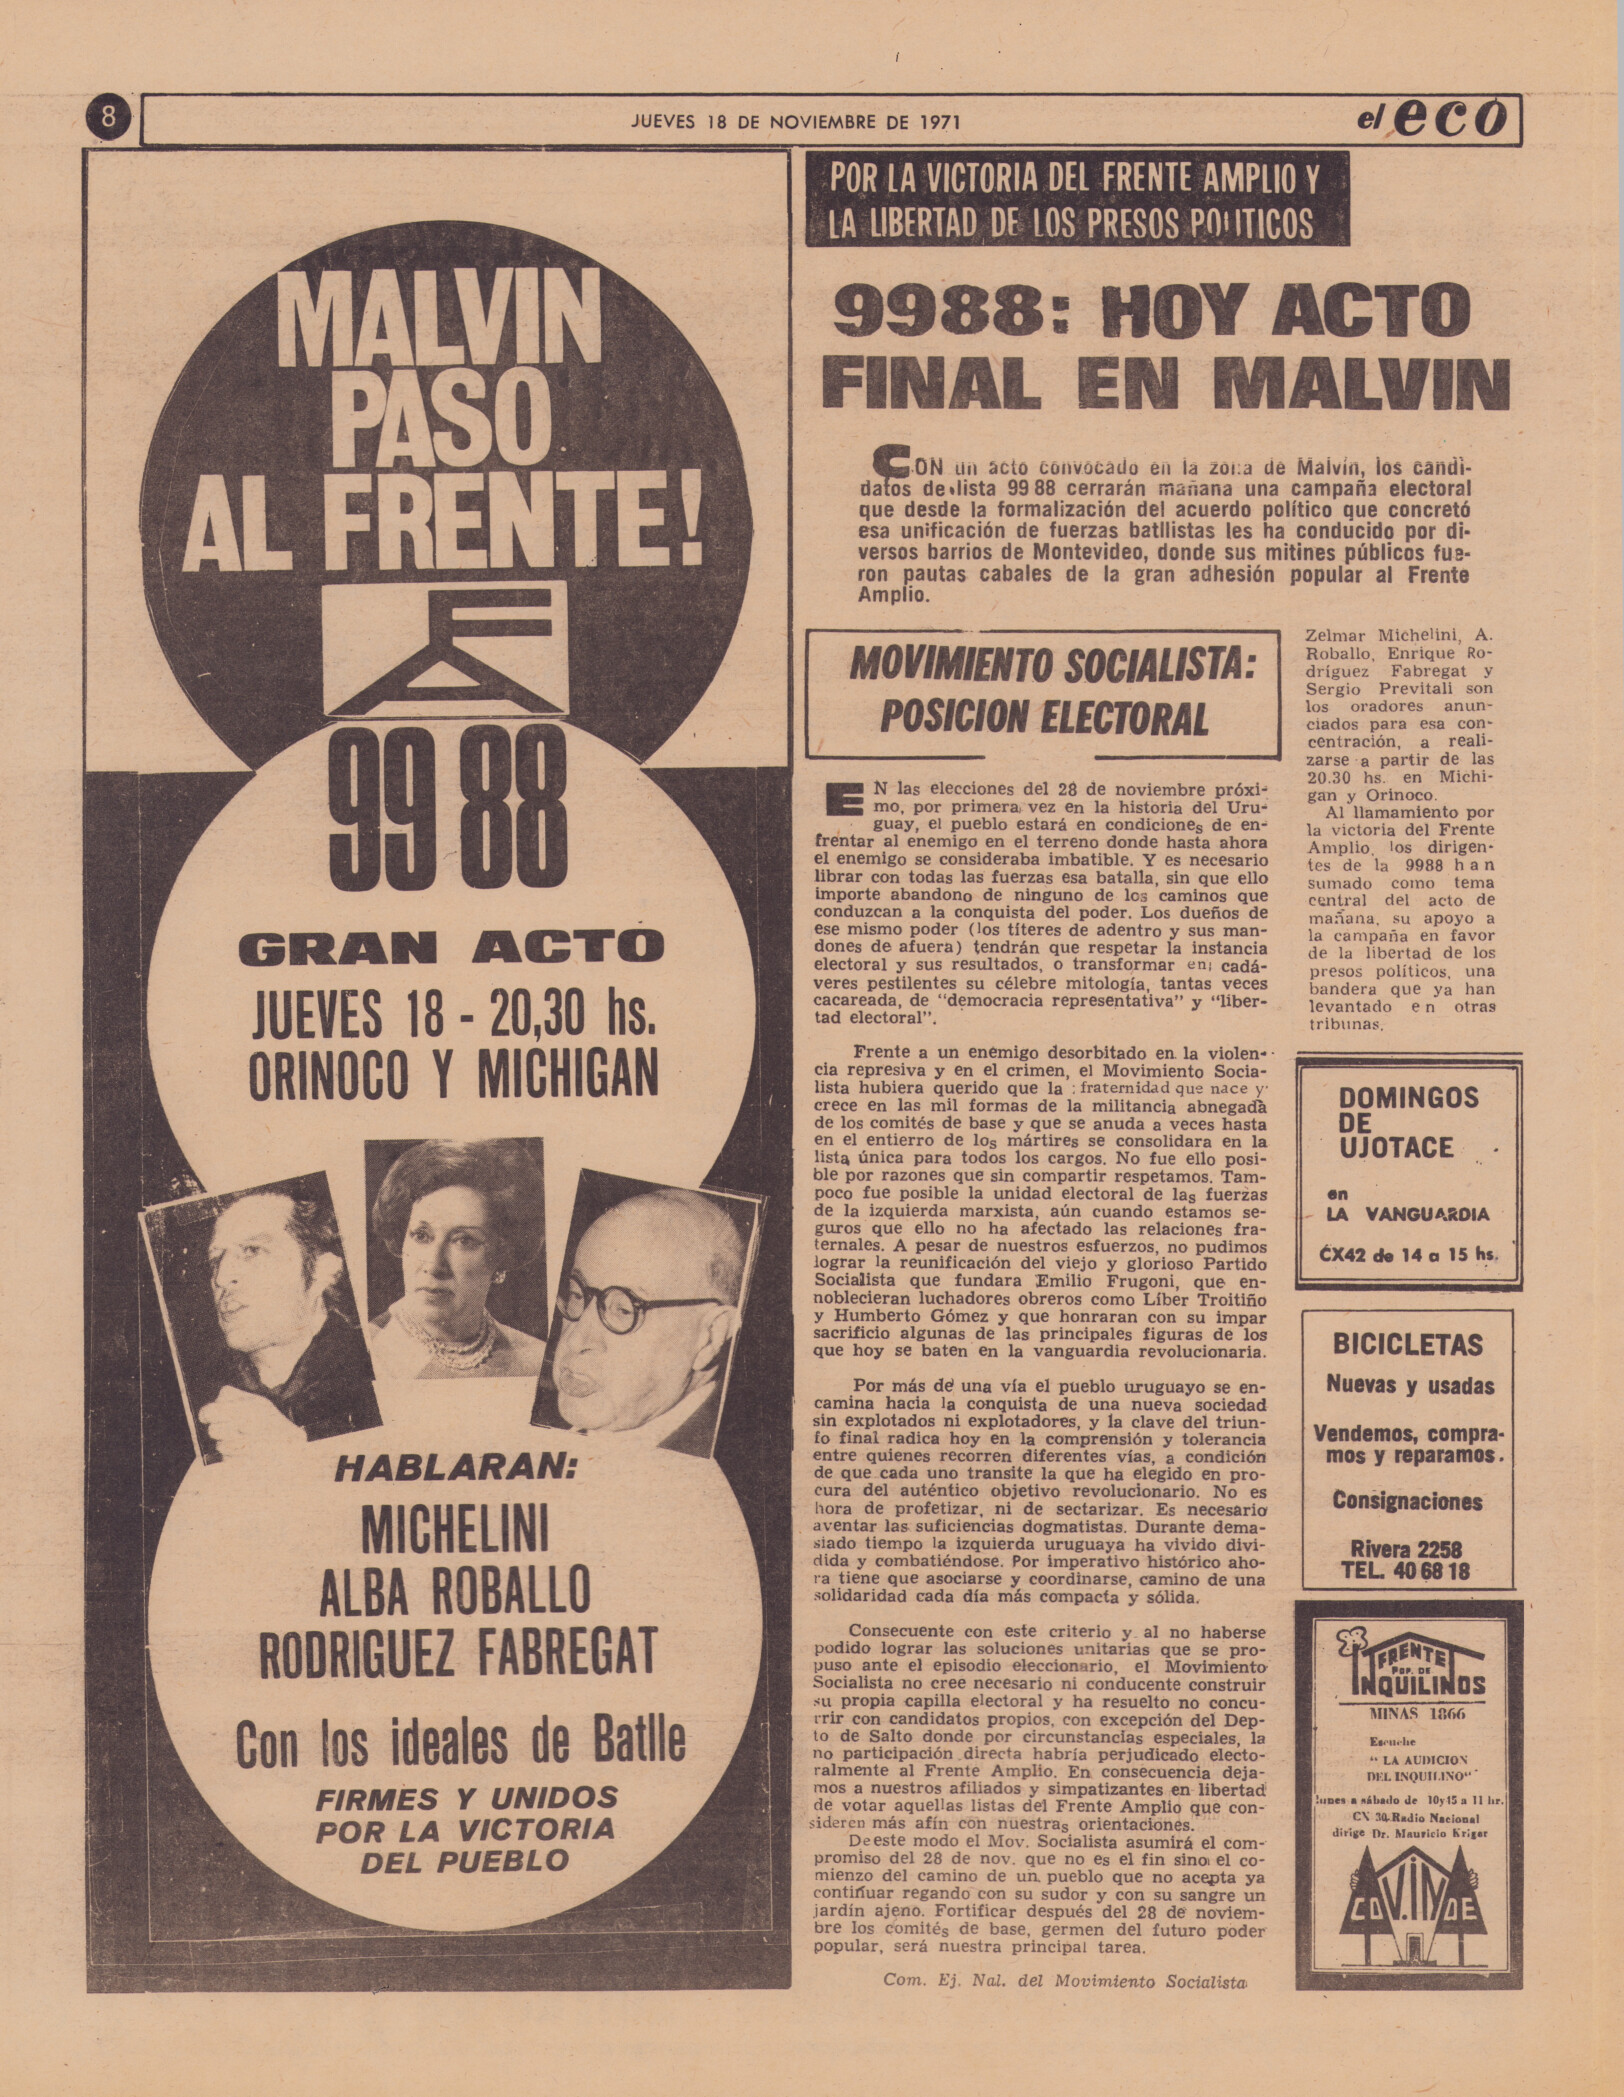 8
JUEVES 18 DE NOVIEMBRE DE 1971
el eco
MALVIN
PASO
AL FRENTE!
FA
99 88
GRAN ACTO
JUEVES 18 - 20,30 hs.
ORINOCO Y MICHIGAN
HABLARAN:
MICHELINI
ALBA ROBALLO
RODRIGUEZ FABREGAT
Con los ideales de Batlle
FIRMES Y UNIDOS
POR LA VICTORIA
DEL PUEBLO
POR LA VICTORIA DEL FRENTE AMPLIO Y
LA LIBERTAD DE LOS PRESOS POLITICOS
9988: HOY ACTO
FINAL EN MALVIN
CON un acto convocado en la zona de Malvín, los candi-
datos de lista 99 88 cerrarán mañana una campaña electoral
que desde la formalización del acuerdo político que concretó
esa unificación de fuerzas batllistas les ha conducido por di-
versos barrios de Montevideo, donde sus mitines públicos fue-
ron pautas cabales de la gran adhesión popular al Frente
Amplio.
Zelmar Michelini, A.
Roballo, Enrique Ro-
dríguez Fabregat y
Sergio Previtali son
los oradores anun-
ciados para esa con-
centración, a reali-
zarse a partir de las
20.30 hs. en Michi-
gan y Orinoco.
Al llamamiento por
la victoria del Frente
Amplio, los dirigen-
tes de la 9988 han
sumado como tema
central del acto de
mañana, su apoyo a
la campaña en favor
de la libertad de los
presos políticos, una
bandera que ya han
levantado en otras
tribunas.
MOVIMIENTO SOCIALISTA:
POSICION ELECTORAL
EN las elecciones del 28 de noviembre próxi-
mo, por primera vez en la historia del Uru-
guay, el pueblo estará en condiciones de en-
frentar al enemigo en el terreno donde hasta ahora
el enemigo se consideraba imbatible. Y es necesario
librar con todas las fuerzas esa batalla, sin que ello
importe abandono de ninguno de los caminos que
conduzcan a la conquista del poder. Los dueños de
ese mismo poder (los títeres de adentro y sus man-
dones de afuera) tendrán que respetar la instancia
electoral y sus resultados, o transformar en cadá-
veres pestilentes su célebre mitología, tantas veces
cacareada, de "democracia representativa" y "liber-
tad electoral".
Frente a un enemigo desorbitado en la violen-
cia represiva y en el crimen, el Movimiento Socia-
lista hubiera querido que la fraternidad que nace y
crece en las mil formas de la militancia abnegada
de los comités de base y que se anuda a veces hasta
en el entierro de los mártires se consolidara en la
lista única para todos los cargos. No fue ello posi-
ble por razones que sin compartir respetamos. Tam-
poco fue posible la unidad electoral de las fuerzas
de la izquierda marxista, aún cuando estamos se-
guros que ello no ha afectado las relaciones fra-
ternales. A pesar de nuestros esfuerzos, no pudimos
lograr la reunificación del viejo y glorioso Partido
Socialista que fundara Emilio Frugoni, que en-
noblecieran luchadores obreros como Líber Troitiño
y Humberto Gómez y que honraran con su impar
sacrificio algunas de las principales figuras de los
que hoy se baten en la vanguardia revolucionaria.
Por más de una vía el pueblo uruguayo se en-
camina hacia la conquista de una nueva sociedad
sin explotados ni explotadores, y la clave del triun-
fo final radica hoy en la comprensión y tolerancia
entre quienes recorren diferentes vías, a condición
de que cada uno transite la que ha elegido en pro-
cura del auténtico objetivo revolucionario. No es
hora de profetizar, ni de sectarizar. Es necesario
aventar las suficiencias dogmatistas. Durante dema-
siado tiempo la izquierda uruguaya ha vivido divi-
dida y combatiéndose. Por imperativo histórico aho-
ra tiene que asociarse y coordinarse, camino de una
solidaridad cada día más compacta y sólida.
Consecuente con este criterio y al no haberse
podido lograr las soluciones unitarias que se pro-
puso ante el episodio eleccionario, el Movimiento
Socialista no cree necesario ni conducente construir
su propia capilla electoral y ha resuelto no concu-
rrir con candidatos propios, con excepción del Dep-
to de Salto donde por circunstancias especiales, la
no participación directa habría perjudicado electo-
ralmente al Frente Amplio. En consecuencia deja-
mos a nuestros afiliados y simpatizantes en libertad
de votar aquellas listas del Frente Amplio que con-
sideren más afín con nuestras orientaciones.
De este modo el Mov. Socialista asumirá el com-
promiso del 28 de nov. que no es el fin sino el co-
mienzo del camino de un pueblo que no acepta ya
continuar regando con su sudor y con su sangre un
jardín ajeno. Fortificar después del 28 de noviem-
bre los comités de base, germen del futuro poder
popular, será nuestra principal tarea.
Com. Ej. Nal. del Movimiento Socialista
DOMINGOS
DE
UJOTACE
en
LA VANGUARDIA
CX42 de 14 a 15 hs.
BICICLETAS
Nuevas y usadas
Vendemos, compra-
mos y reparamos.
Consignaciones
Rivera 2258
TEL. 40 68 18
FRENTE
POP. DE
INQUILINOS
MINAS 1866
Escuche
"LA AUDICION
DEL INQUILINO"
lunes a sábado de 10y45 a 11 hr.
CX 30 Radio Nacional
dirige Dr. Mauricio Kriger
COV.IN.DE